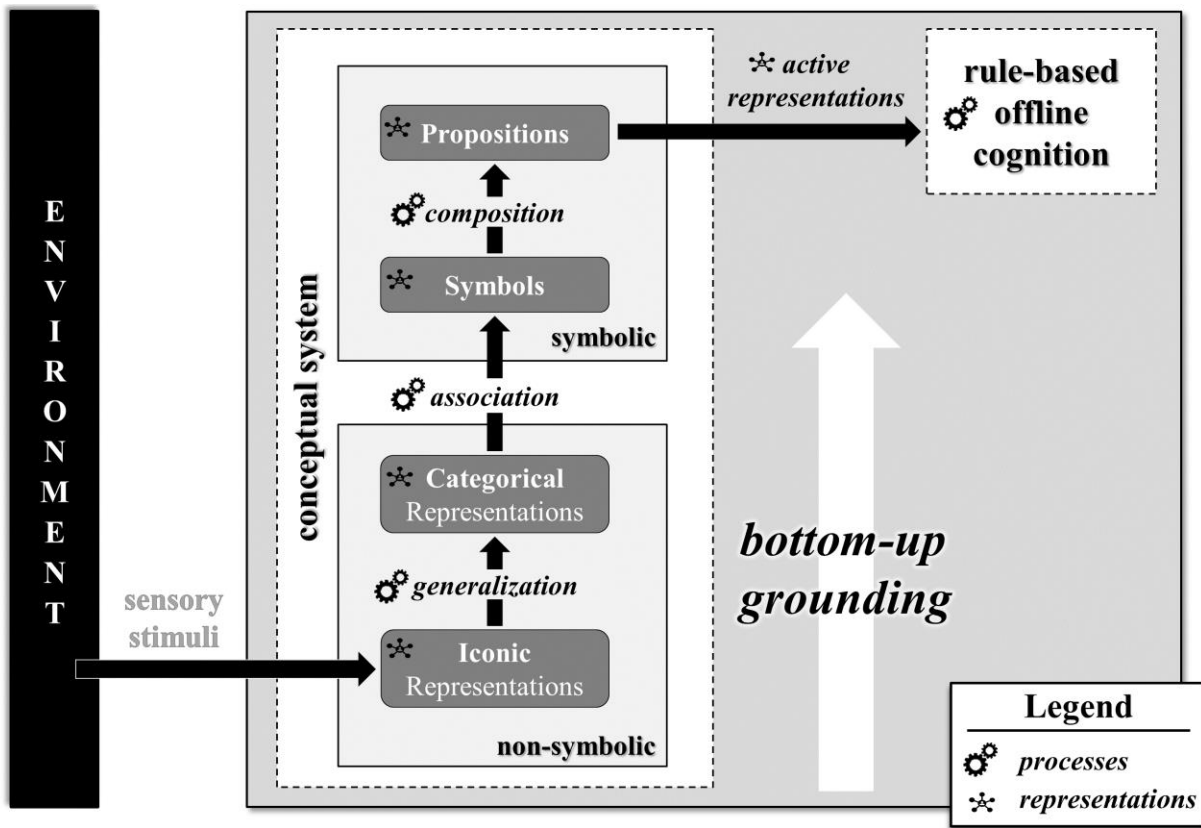 ENVIRONMENT
sensory
stimuli
conceptual system
Propositions
composition
Symbols
symbolic
association
Categorical
Representations
generalization
Iconic
Representations
non-symbolic
active
representations
rule-based
offline
cognition
bottom-up
grounding
Legend
processes
representations